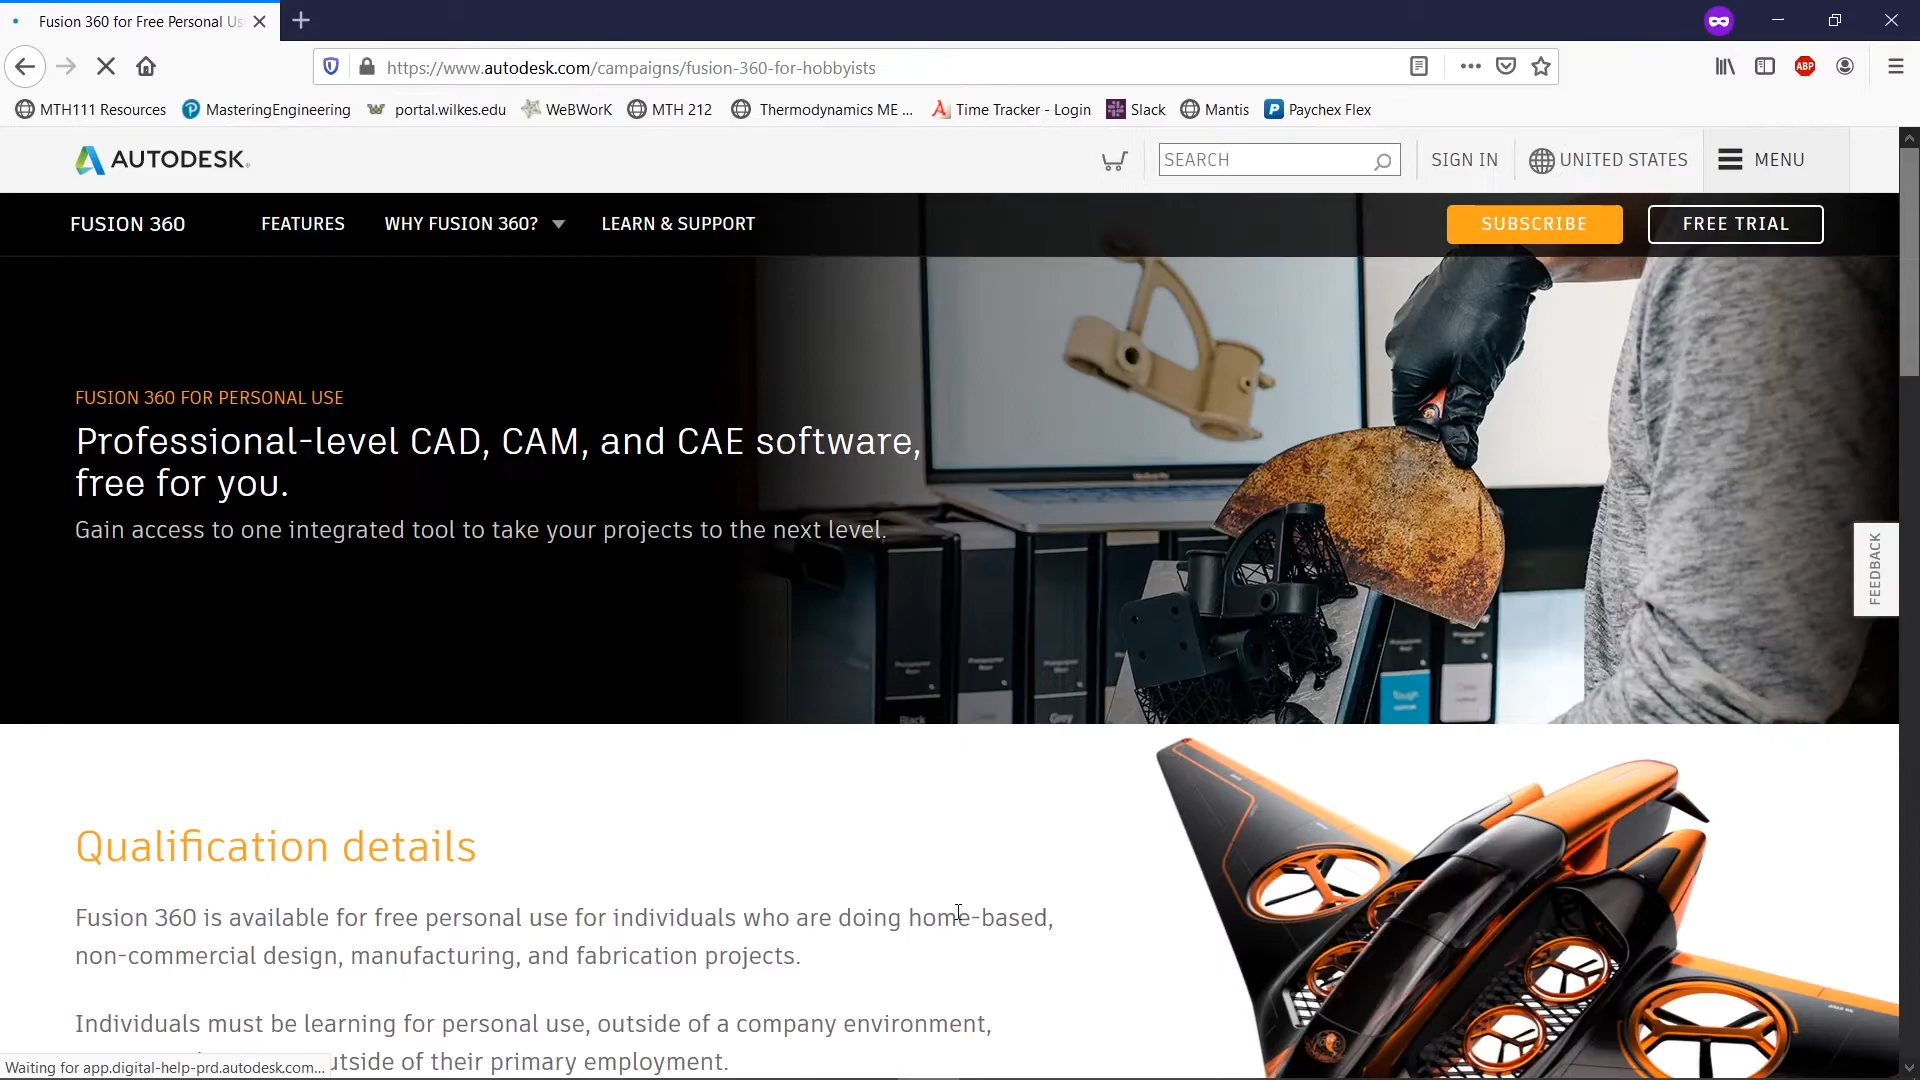 Fusion 360 for Free Personal Us
https://www.autodesk.com/campaigns/fusion-360-for-hobbyists
ABP
MTH111 Resources
MasteringEngineering
portal.wilkes.edu
WeBWorK
MTH 212
Thermodynamics ME ...
Time Tracker - Login
Slack
Mantis
Paychex Flex
AUTODESK.
SEARCH
SIGN IN
UNITED STATES
MENU
FUSION 360
FEATURES
WHY FUSION 360?
LEARN & SUPPORT
SUBSCRIBE
FREE TRIAL
FUSION 360 FOR PERSONAL USE
Professional-level CAD, CAM, and CAE software,
free for you.
Gain access to one integrated tool to take your projects to the next level.
FEEDBACK
Tough
Black
Grey
Qualification details
Fusion 360 is available for free personal use for individuals who are doing home-based,
non-commercial design, manufacturing, and fabrication projects.
Individuals must be learning for personal use, outside of a company environment,
utside of their primary employment.
Waiting for app.digital-help-prd.autodesk.com...